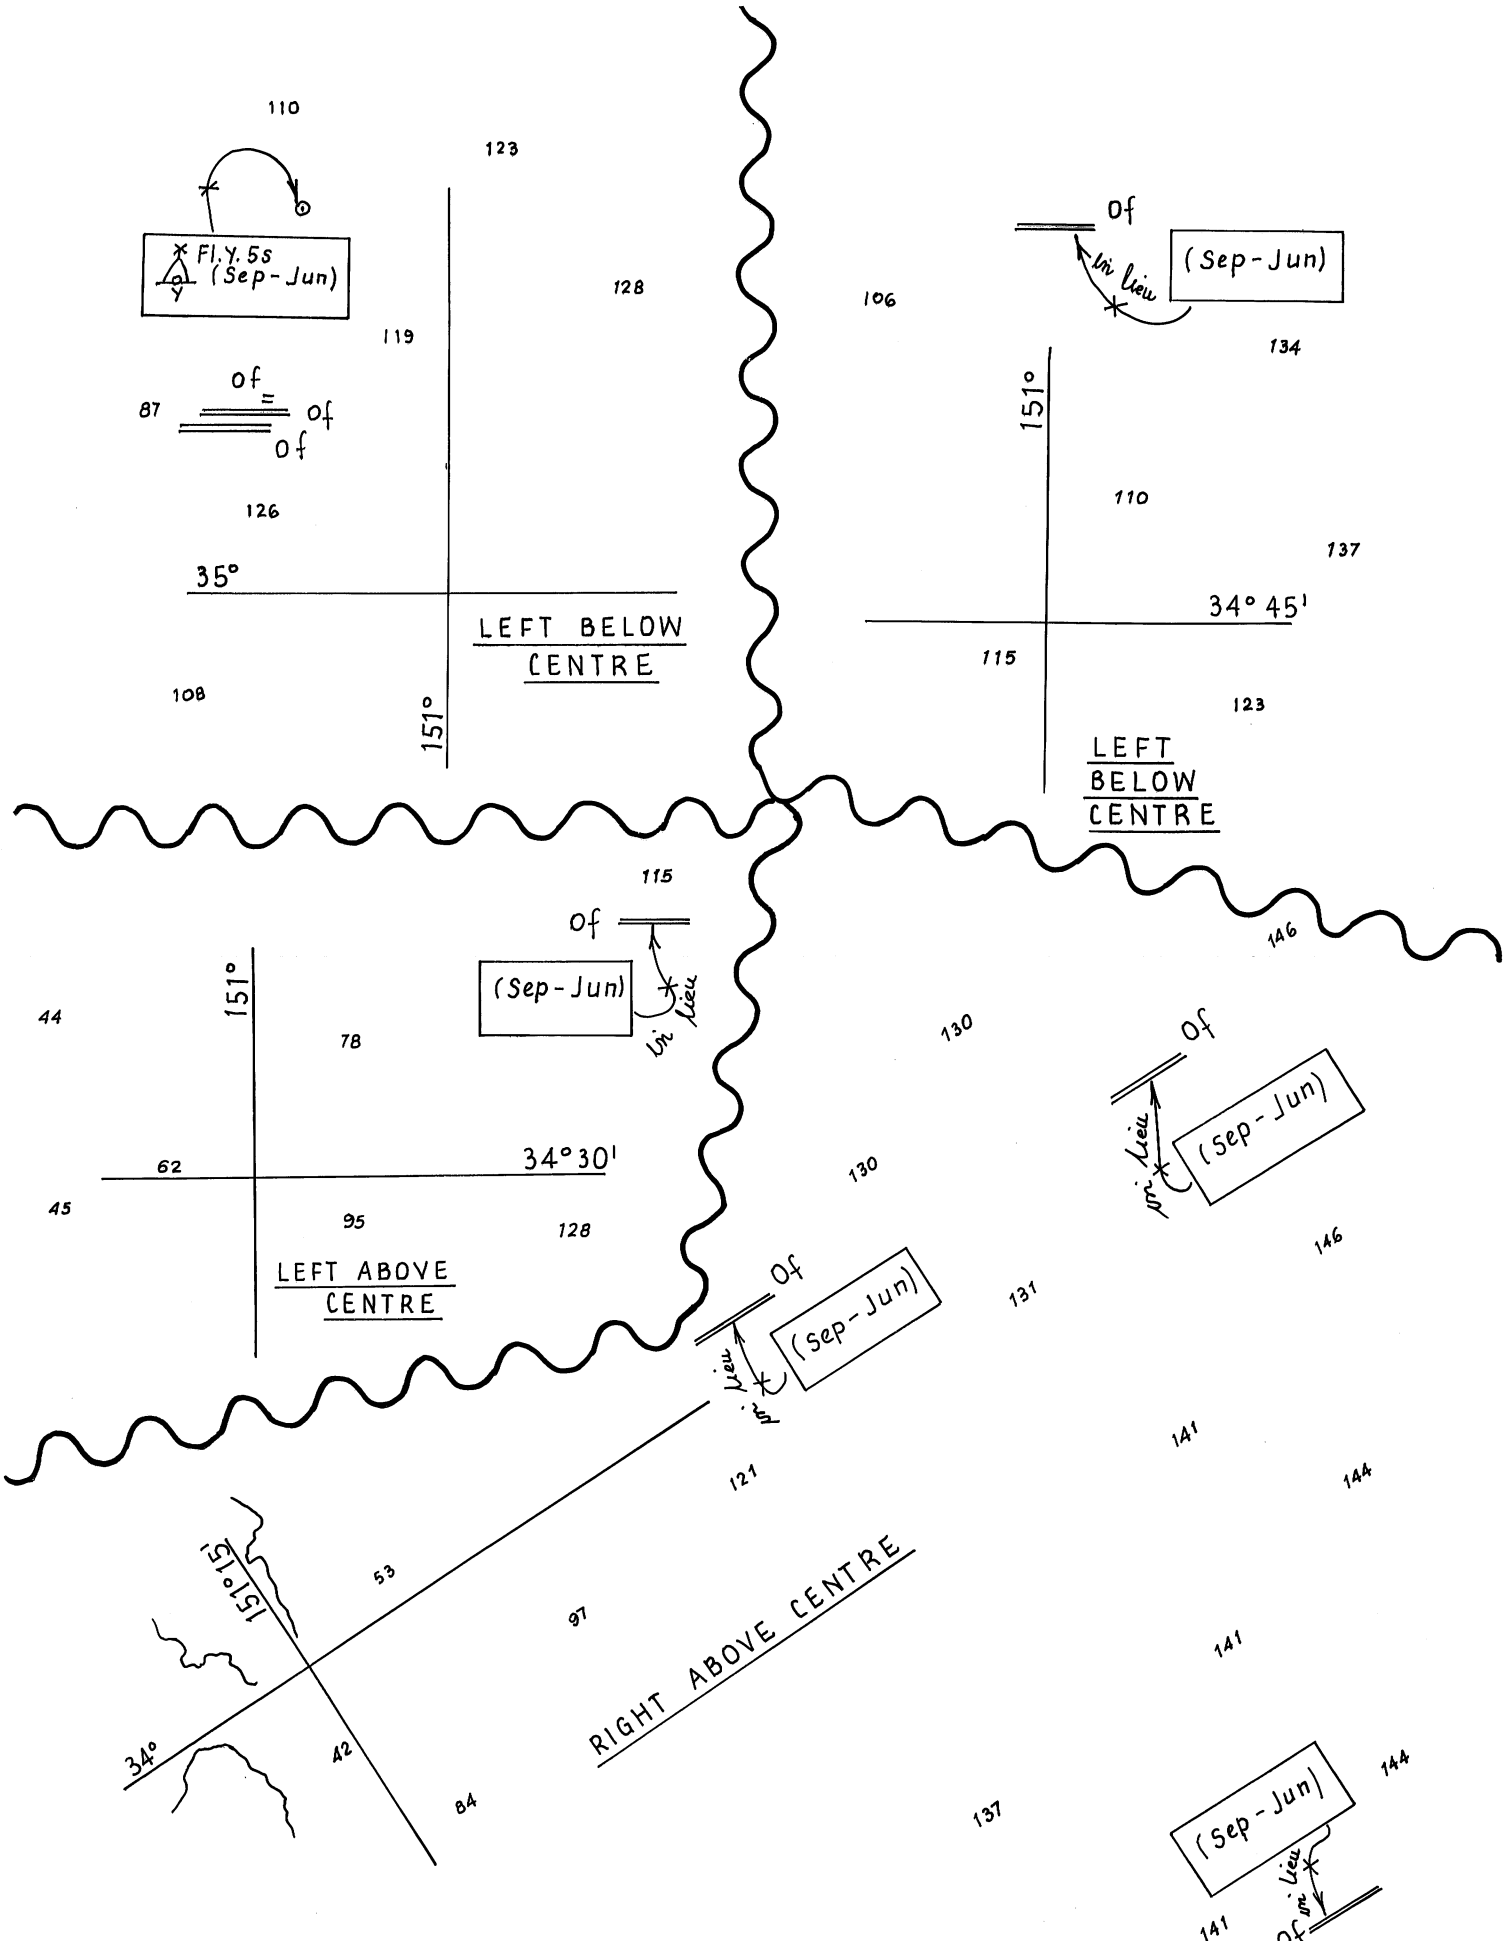 110
123
Fl.Y. 5s
(Sep-Jun)
Y
128
119
87
Of
=
Of
Of
126
35°
LEFT BELOW
CENTRE
108
151°
Of
in lieu
(Sep-Jun)
106
134
151°
110
137
34° 45'
115
123
LEFT
BELOW
CENTRE
115
Of
(Sep-Jun)
in lieu
151°
44
78
62
34° 30'
45
95
128
LEFT ABOVE
CENTRE
146
130
Of
(Sep-Jun)
in lieu
130
146
Of
(Sep-Jun)
in lieu
131
141
144
121
53
151° 15'
97
RIGHT ABOVE CENTRE
141
34°
42
84
137
144
(Sep-Jun)
in lieu
141
Of